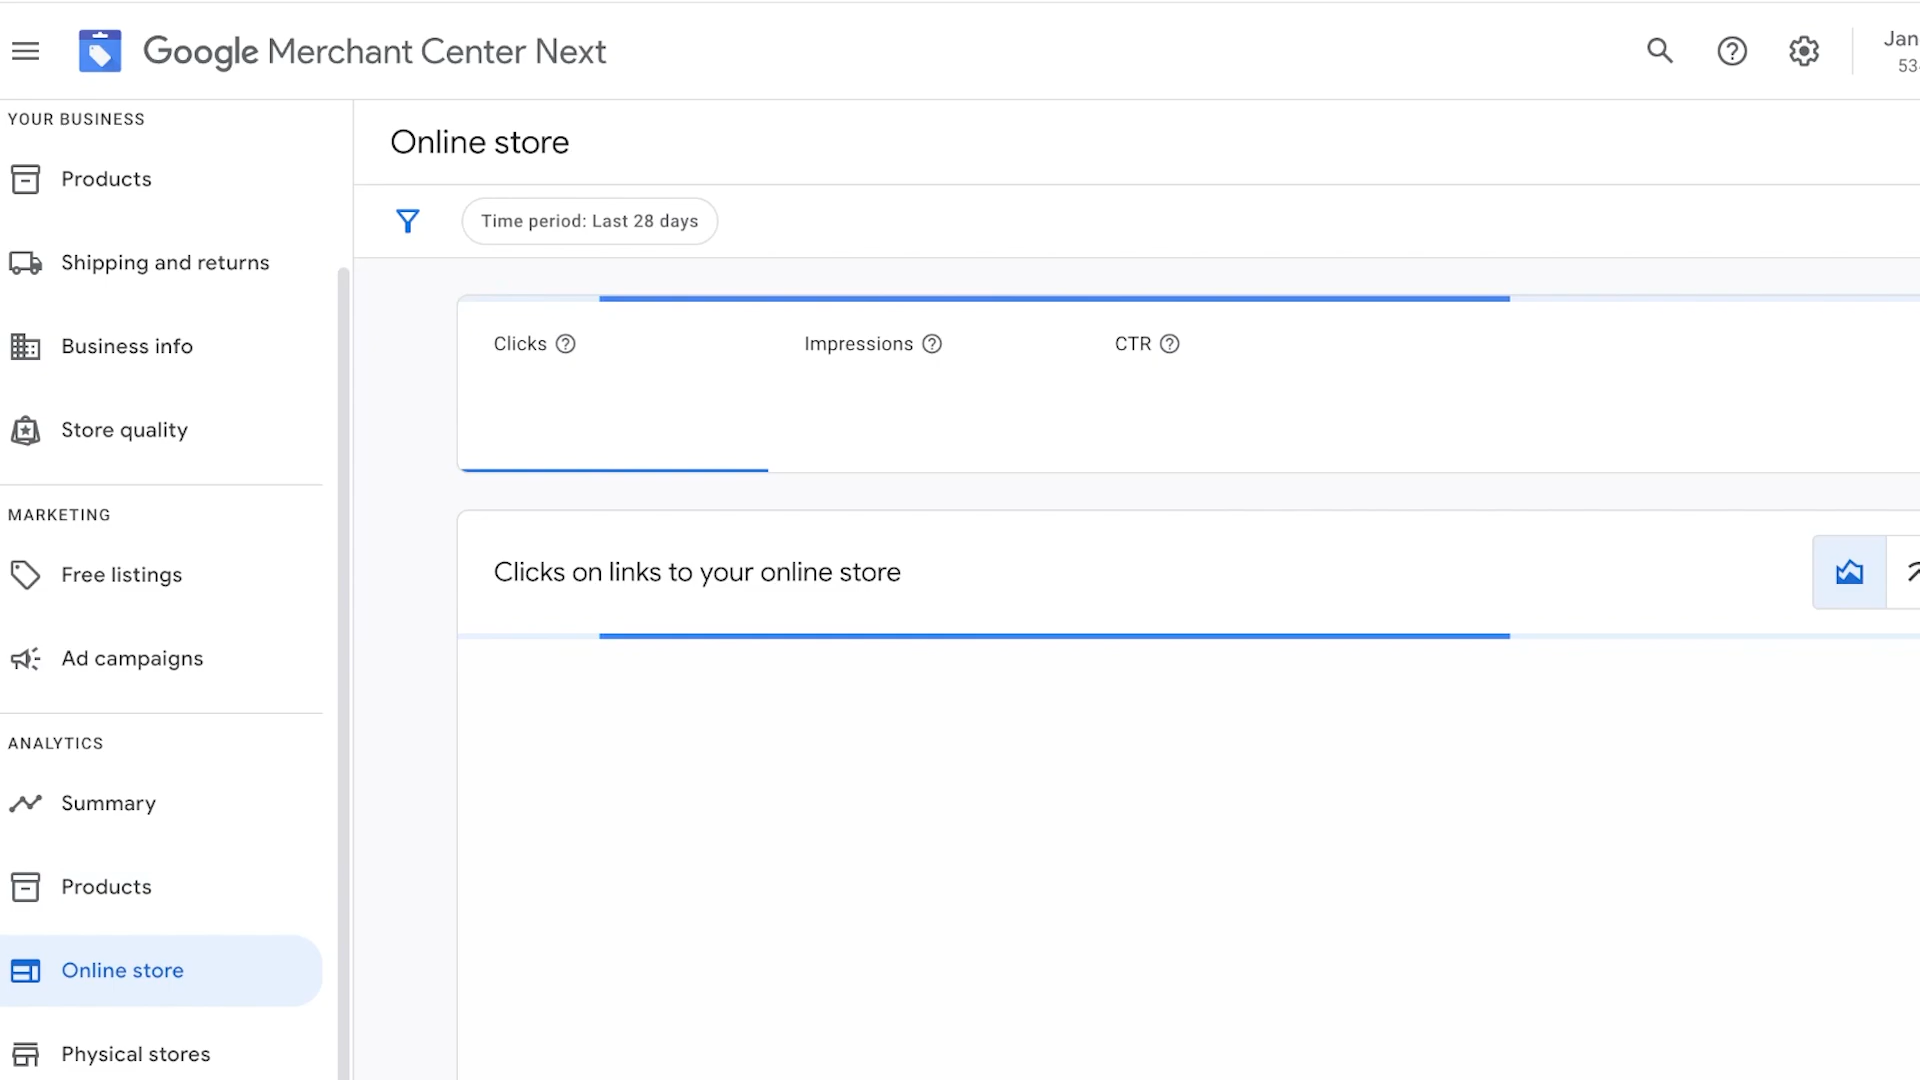 Google Merchant Center Next
Jan
53
YOUR BUSINESS
Products
Shipping and returns
Business info
Store quality
MARKETING
Free listings
Ad campaigns
ANALYTICS
Summary
Products
Online store
Physical stores
Online store
Time period: Last 28 days
Clicks
Impressions
CTR
Clicks on links to your online store